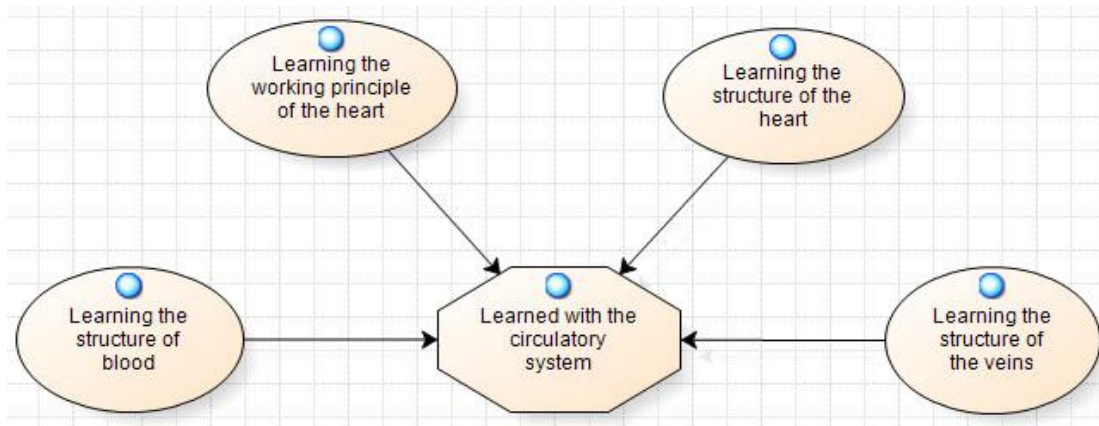 Learning the
working principle
of the heart
Learning the
structure of the
heart
Learning the
structure of
blood
Learned with the
circulatory
system
Learning the
structure of
the veins